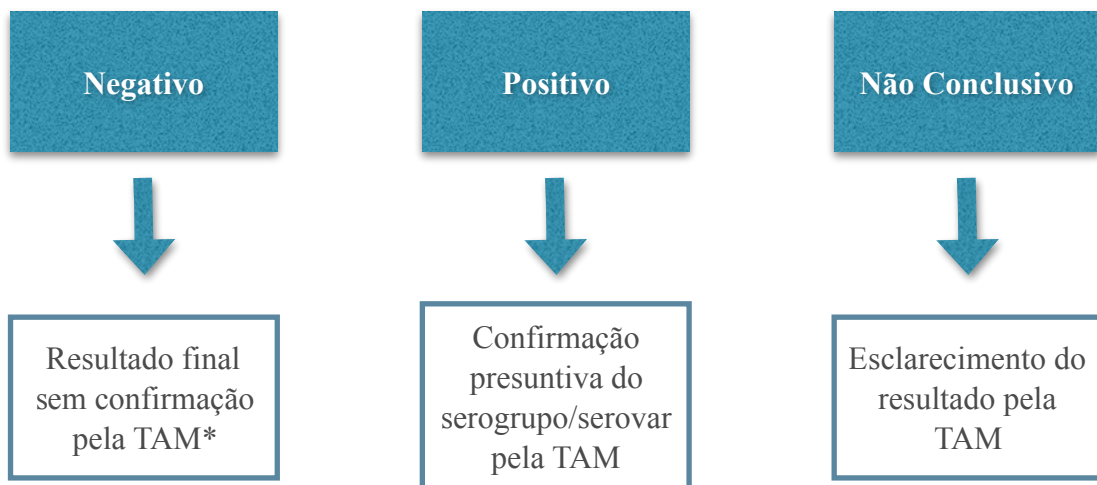 Negativo
Positivo
Não Conclusivo
Resultado final
sem confirmação
pela TAM*
Confirmação
presuntiva do
serogrupo/serovar
pela TAM
Esclarecimento do
resultado pela
TAM